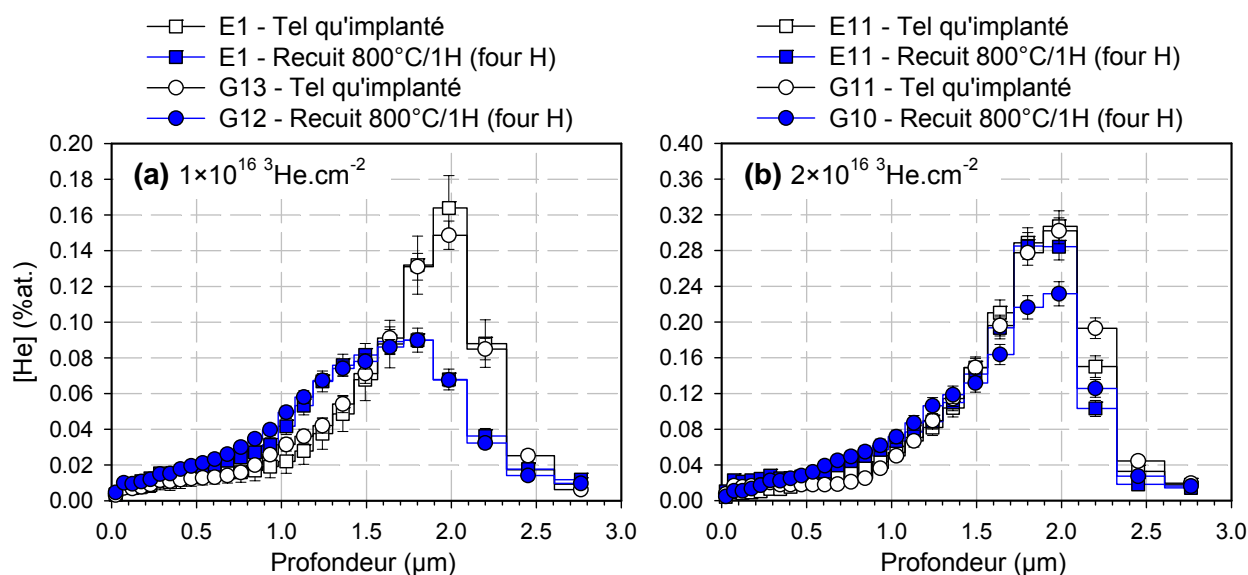 E1 - Tel qu'implanté
E1 - Recuit 800°C/1H (four H)
G13 - Tel qu'implanté
G12 - Recuit 800°C/1H (four H)
E11 - Tel qu'implanté
E11 - Recuit 800°C/1H (four H)
G11 - Tel qu'implanté
G10 - Recuit 800°C/1H (four H)
(a) 1×10¹⁶ ³He.cm⁻²
[He] (%at.)
0.20
0.18
0.16
0.14
0.12
0.10
0.08
0.06
0.04
0.02
0.00
0.0 0.5 1.0 1.5 2.0 2.5 3.0
Profondeur (µm)
(b) 2×10¹⁶ ³He.cm⁻²
0.40
0.36
0.32
0.28
0.24
0.20
0.16
0.12
0.08
0.04
0.00
0.0 0.5 1.0 1.5 2.0 2.5 3.0
Profondeur (µm)